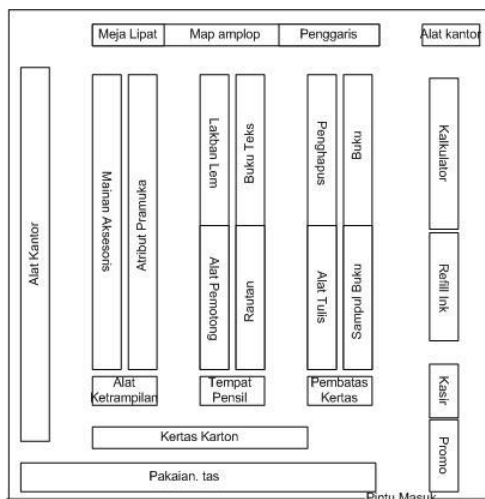 Meja Lipat
Map amplop
Penggaris
Alat kantor
Alat Kantor
Mainan Aksesoris
Atribut Pramuka
Lakban Lem
Buku Teks
Penghapus
Buku
Kalkulator
Alat Pemotong
Rautan
Alat Tulis
Sampul Buku
Refill Ink
Alat
Ketrampilan
Tempat
Pensil
Pembatas
Kertas
Kasir
Kertas Karton
Promo
Pakaian. tas
Pintu Masuk